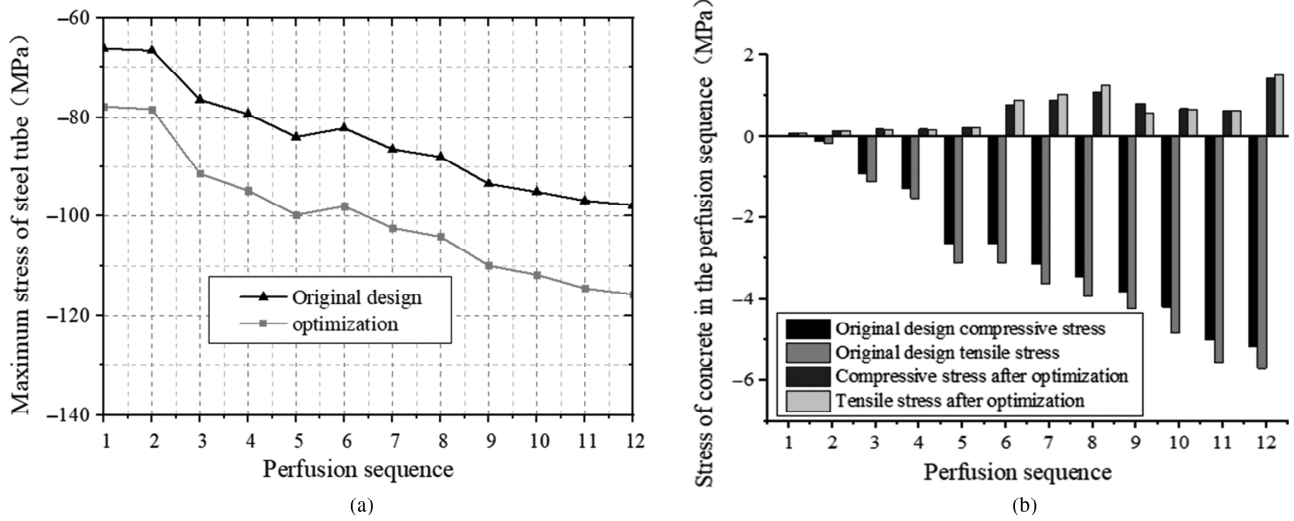 Maximum stress of steel tube (MPa)
−60
−80
−100
−120
−140
Original design
optimization
1 2 3 4 5 6 7 8 9 10 11 12
Perfusion sequence
(a)
Stress of concrete in the perfusion sequence (MPa)
2
0
−2
−4
−6
Original design compressive stress
Original design tensile stress
Compressive stress after optimization
Tensile stress after optimization
1 2 3 4 5 6 7 8 9 10 11 12
Perfusion sequence
(b)